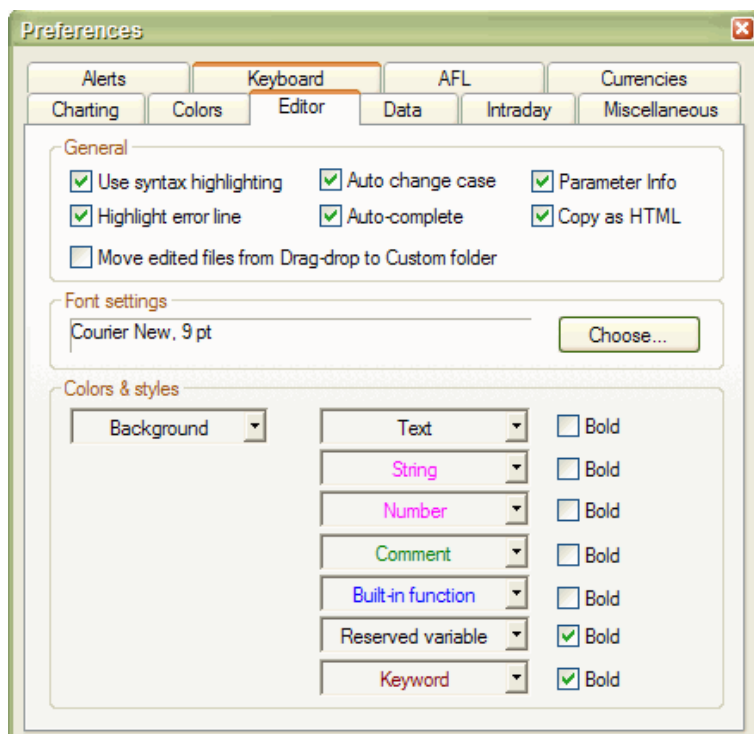 Preferences
Alerts Keyboard AFL Currencies
Charting Colors Editor Data Intraday Miscellaneous
General
Use syntax highlighting Auto change case Parameter Info
Highlight error line Auto-complete Copy as HTML
Move edited files from Drag-drop to Custom folder
Font settings
Courier New, 9 pt Choose...
Colors & styles
Background Text Bold
String Bold
Number Bold
Comment Bold
Built-in function Bold
Reserved variable Bold
Keyword Bold